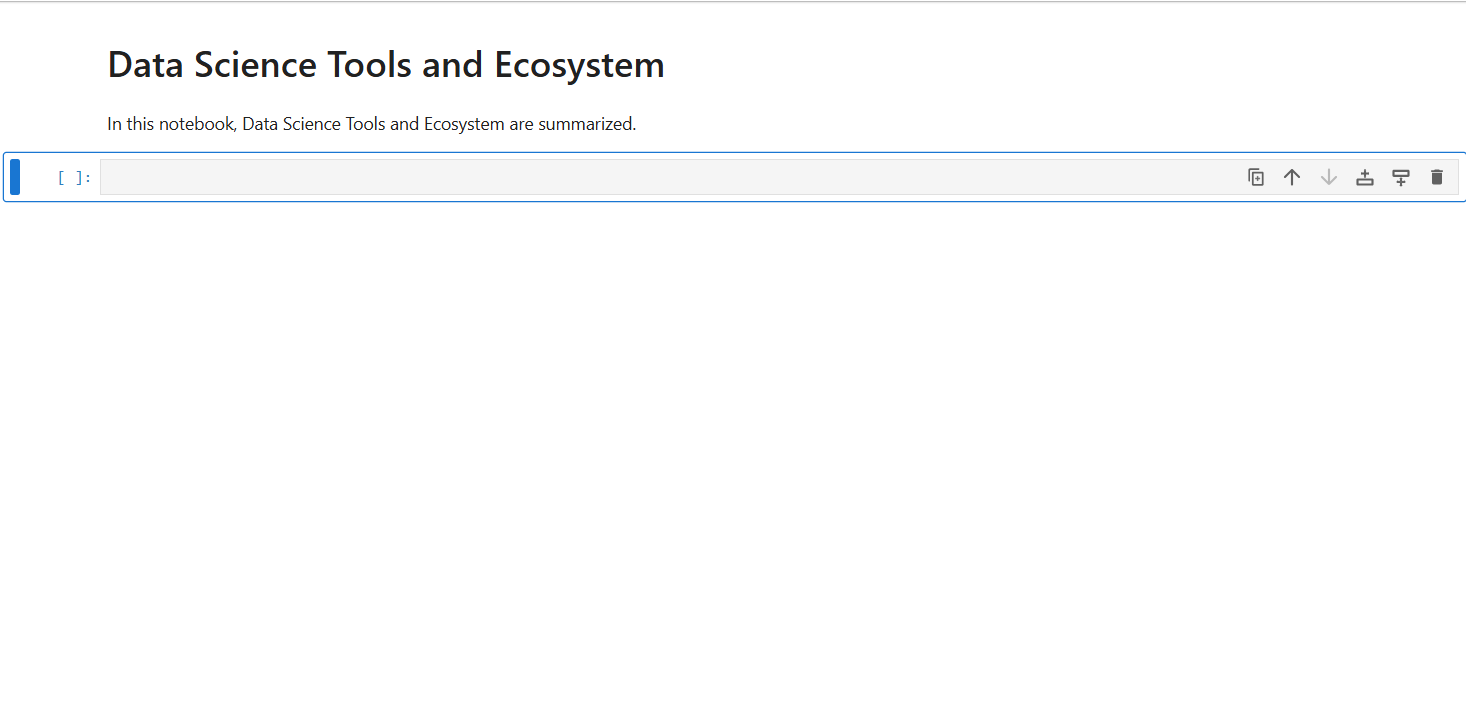 Data Science Tools and Ecosystem
In this notebook, Data Science Tools and Ecosystem are summarized.
[ ]: